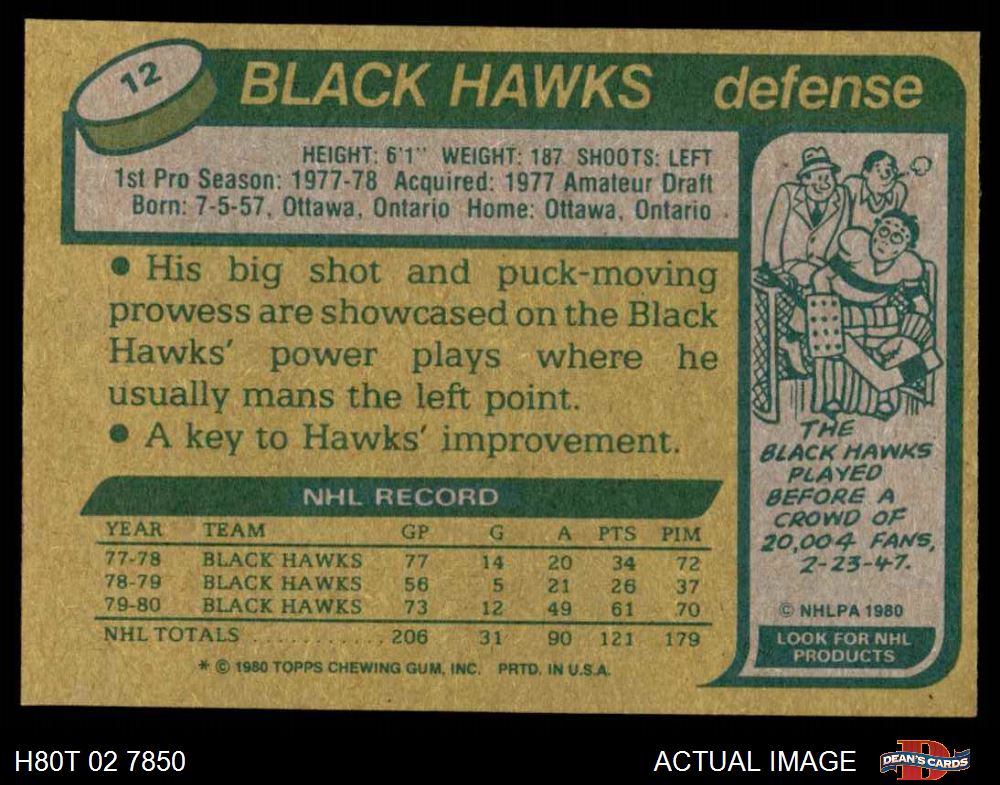 12
BLACK HAWKS defense
HEIGHT: 6'1" WEIGHT: 187 SHOOTS: LEFT
1st Pro Season: 1977-78 Acquired: 1977 Amateur Draft
Born: 7-5-57, Ottawa, Ontario Home: Ottawa, Ontario
● His big shot and puck-moving
prowess are showcased on the Black
Hawks' power plays where he
usually mans the left point.
● A key to Hawks' improvement.
NHL RECORD
YEAR TEAM GP G A PTS PIM
77-78 BLACK HAWKS 77 14 20 34 72
78-79 BLACK HAWKS 56 5 21 26 37
79-80 BLACK HAWKS 73 12 49 61 70
NHL TOTALS ............ 206 31 90 121 179
* © 1980 TOPPS CHEWING GUM, INC. PRTD. IN U.S.A.
THE
BLACK HAWKS
PLAYED
BEFORE A
CROWD OF
20,004 FANS,
2-23-47.
© NHLPA 1980
LOOK FOR NHL
PRODUCTS
H80T 02 7850
ACTUAL IMAGE
D
DEAN'S CARDS